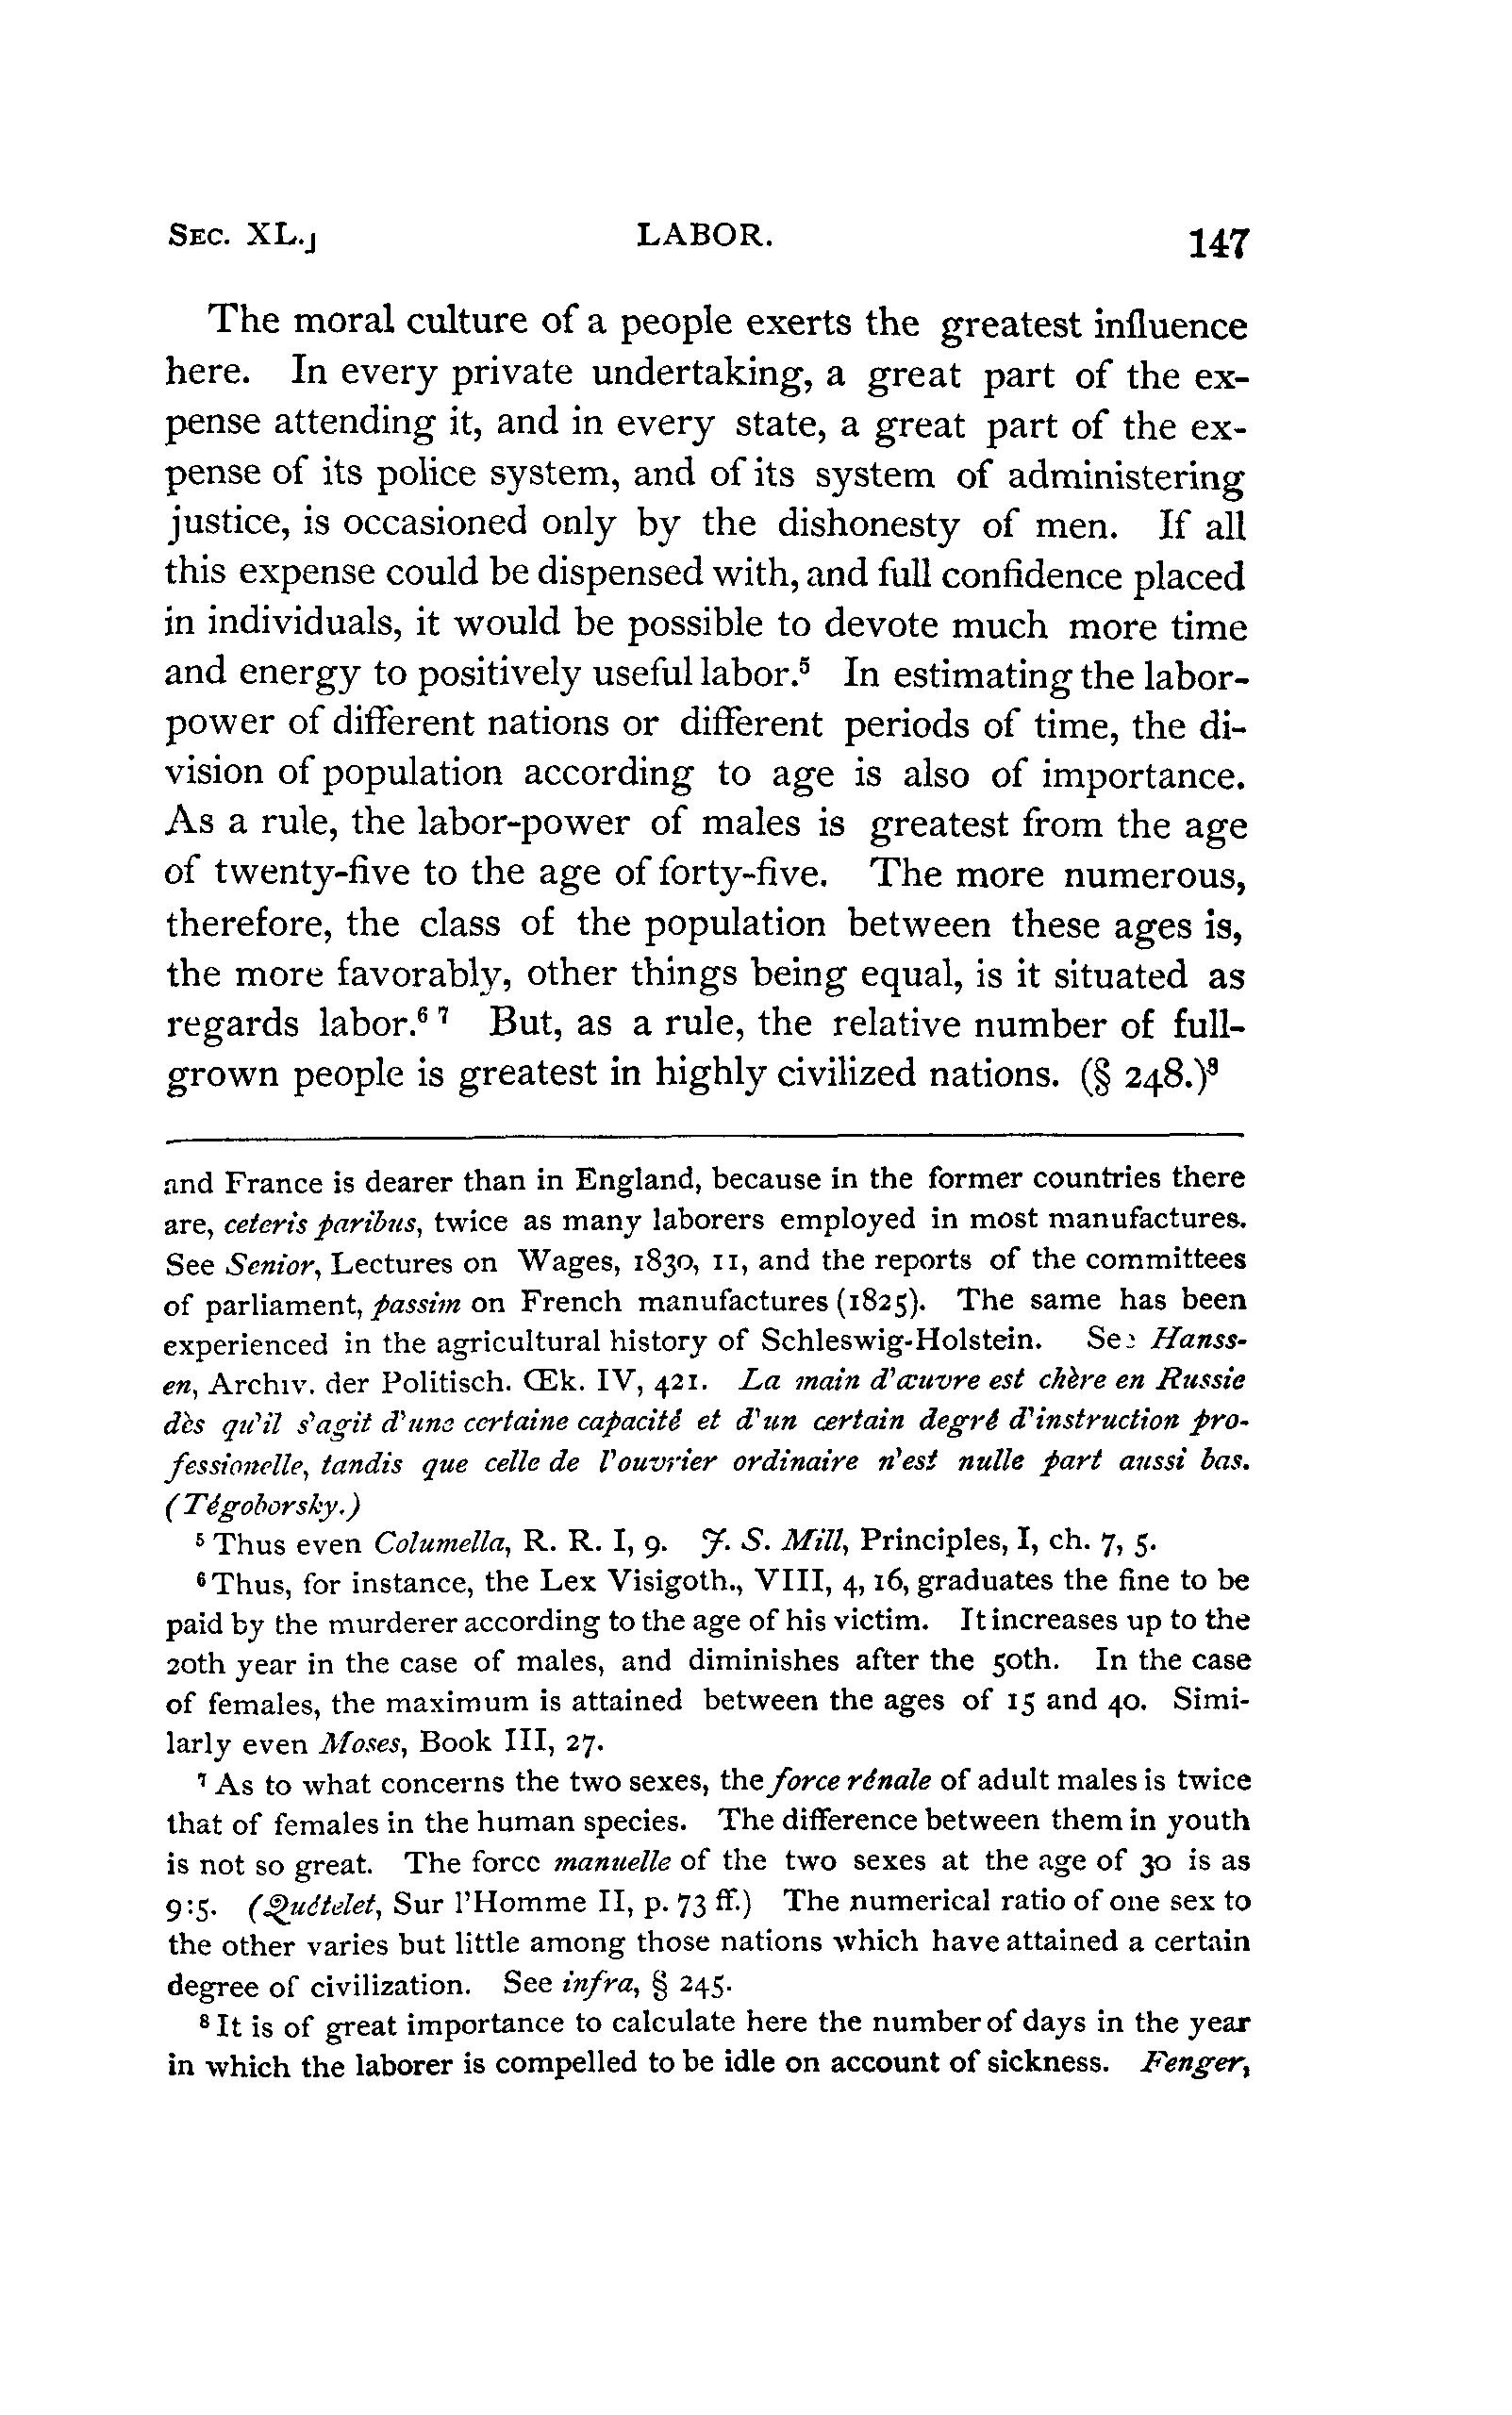 SEC. XL.] LABOR. 147
The moral culture of a people exerts the greatest influence
here. In every private undertaking, a great part of the ex-
pense attending it, and in every state, a great part of the ex-
pense of its police system, and of its system of administering
justice, is occasioned only by the dishonesty of men. If all
this expense could be dispensed with, and full confidence placed
in individuals, it would be possible to devote much more time
and energy to positively useful labor.⁵ In estimating the labor-
power of different nations or different periods of time, the di-
vision of population according to age is also of importance.
As a rule, the labor-power of males is greatest from the age
of twenty-five to the age of forty-five. The more numerous,
therefore, the class of the population between these ages is,
the more favorably, other things being equal, is it situated as
regards labor.⁶ ⁷ But, as a rule, the relative number of full-
grown people is greatest in highly civilized nations. (§ 248.)⁸
and France is dearer than in England, because in the former countries there
are, ceteris paribus, twice as many laborers employed in most manufactures.
See Senior, Lectures on Wages, 1830, 11, and the reports of the committees
of parliament, passim on French manufactures (1825). The same has been
experienced in the agricultural history of Schleswig-Holstein. See Hanss-
en, Archiv. der Politisch. Œk. IV, 421. La main d'œuvre est chère en Russie
dès qu'il s'agit d'une certaine capacité et d'un certain degré d'instruction pro-
fessionelle, tandis que celle de l'ouvrier ordinaire n'est nulle part aussi bas.
(Tégoborsky.)
⁵ Thus even Columella, R. R. I, 9. J. S. Mill, Principles, I, ch. 7, 5.
⁶ Thus, for instance, the Lex Visigoth., VIII, 4, 16, graduates the fine to be
paid by the murderer according to the age of his victim. It increases up to the
20th year in the case of males, and diminishes after the 50th. In the case
of females, the maximum is attained between the ages of 15 and 40. Simi-
larly even Moses, Book III, 27.
⁷ As to what concerns the two sexes, the force rénale of adult males is twice
that of females in the human species. The difference between them in youth
is not so great. The force manuelle of the two sexes at the age of 30 is as
9:5. (Quételet, Sur l'Homme II, p. 73 ff.) The numerical ratio of one sex to
the other varies but little among those nations which have attained a certain
degree of civilization. See infra, § 245.
⁸ It is of great importance to calculate here the number of days in the year
in which the laborer is compelled to be idle on account of sickness. Fenger,